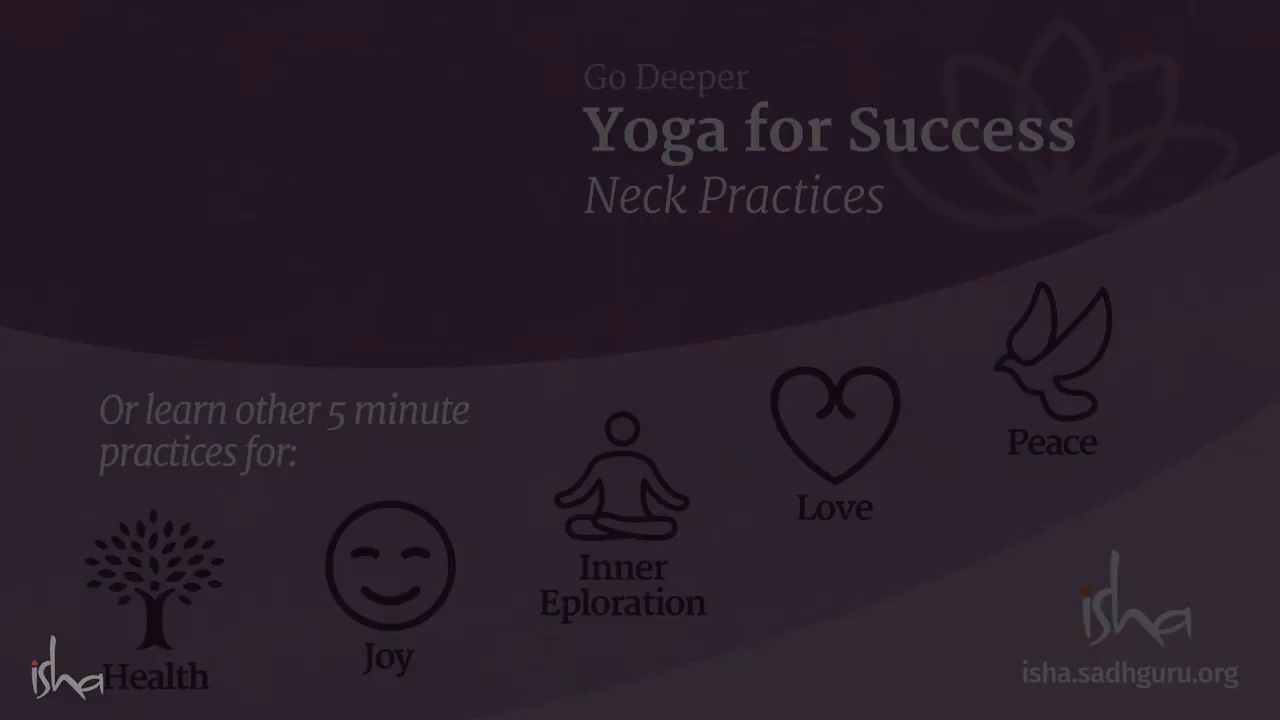 Go Deeper
Yoga for Success
Neck Practices
Or learn other 5 minute
practices for:
Peace
Love
Inner
Eploration
Joy
Health
isha
isha
isha.sadhguru.org